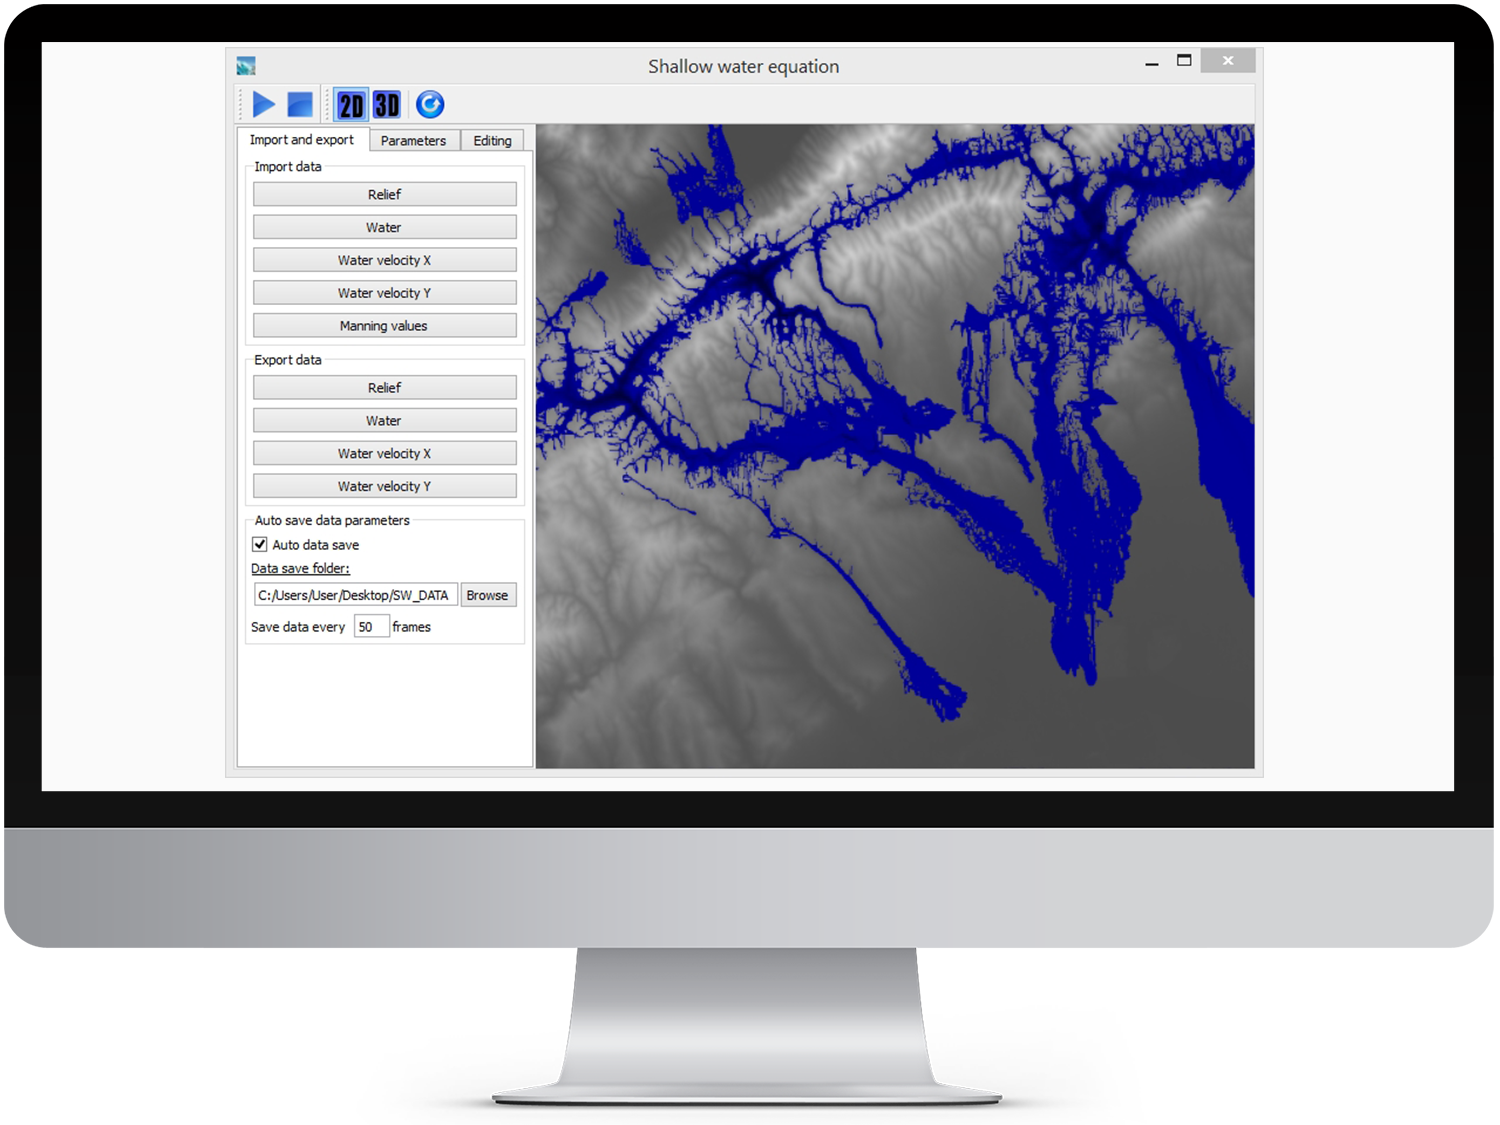 Shallow water equation
2D 3D
Import and export Parameters Editing
Import data
Relief
Water
Water velocity X
Water velocity Y
Manning values
Export data
Relief
Water
Water velocity X
Water velocity Y
Auto save data parameters
Auto data save
Data save folder:
C:/Users/User/Desktop/SW_DATA Browse
Save data every 50 frames